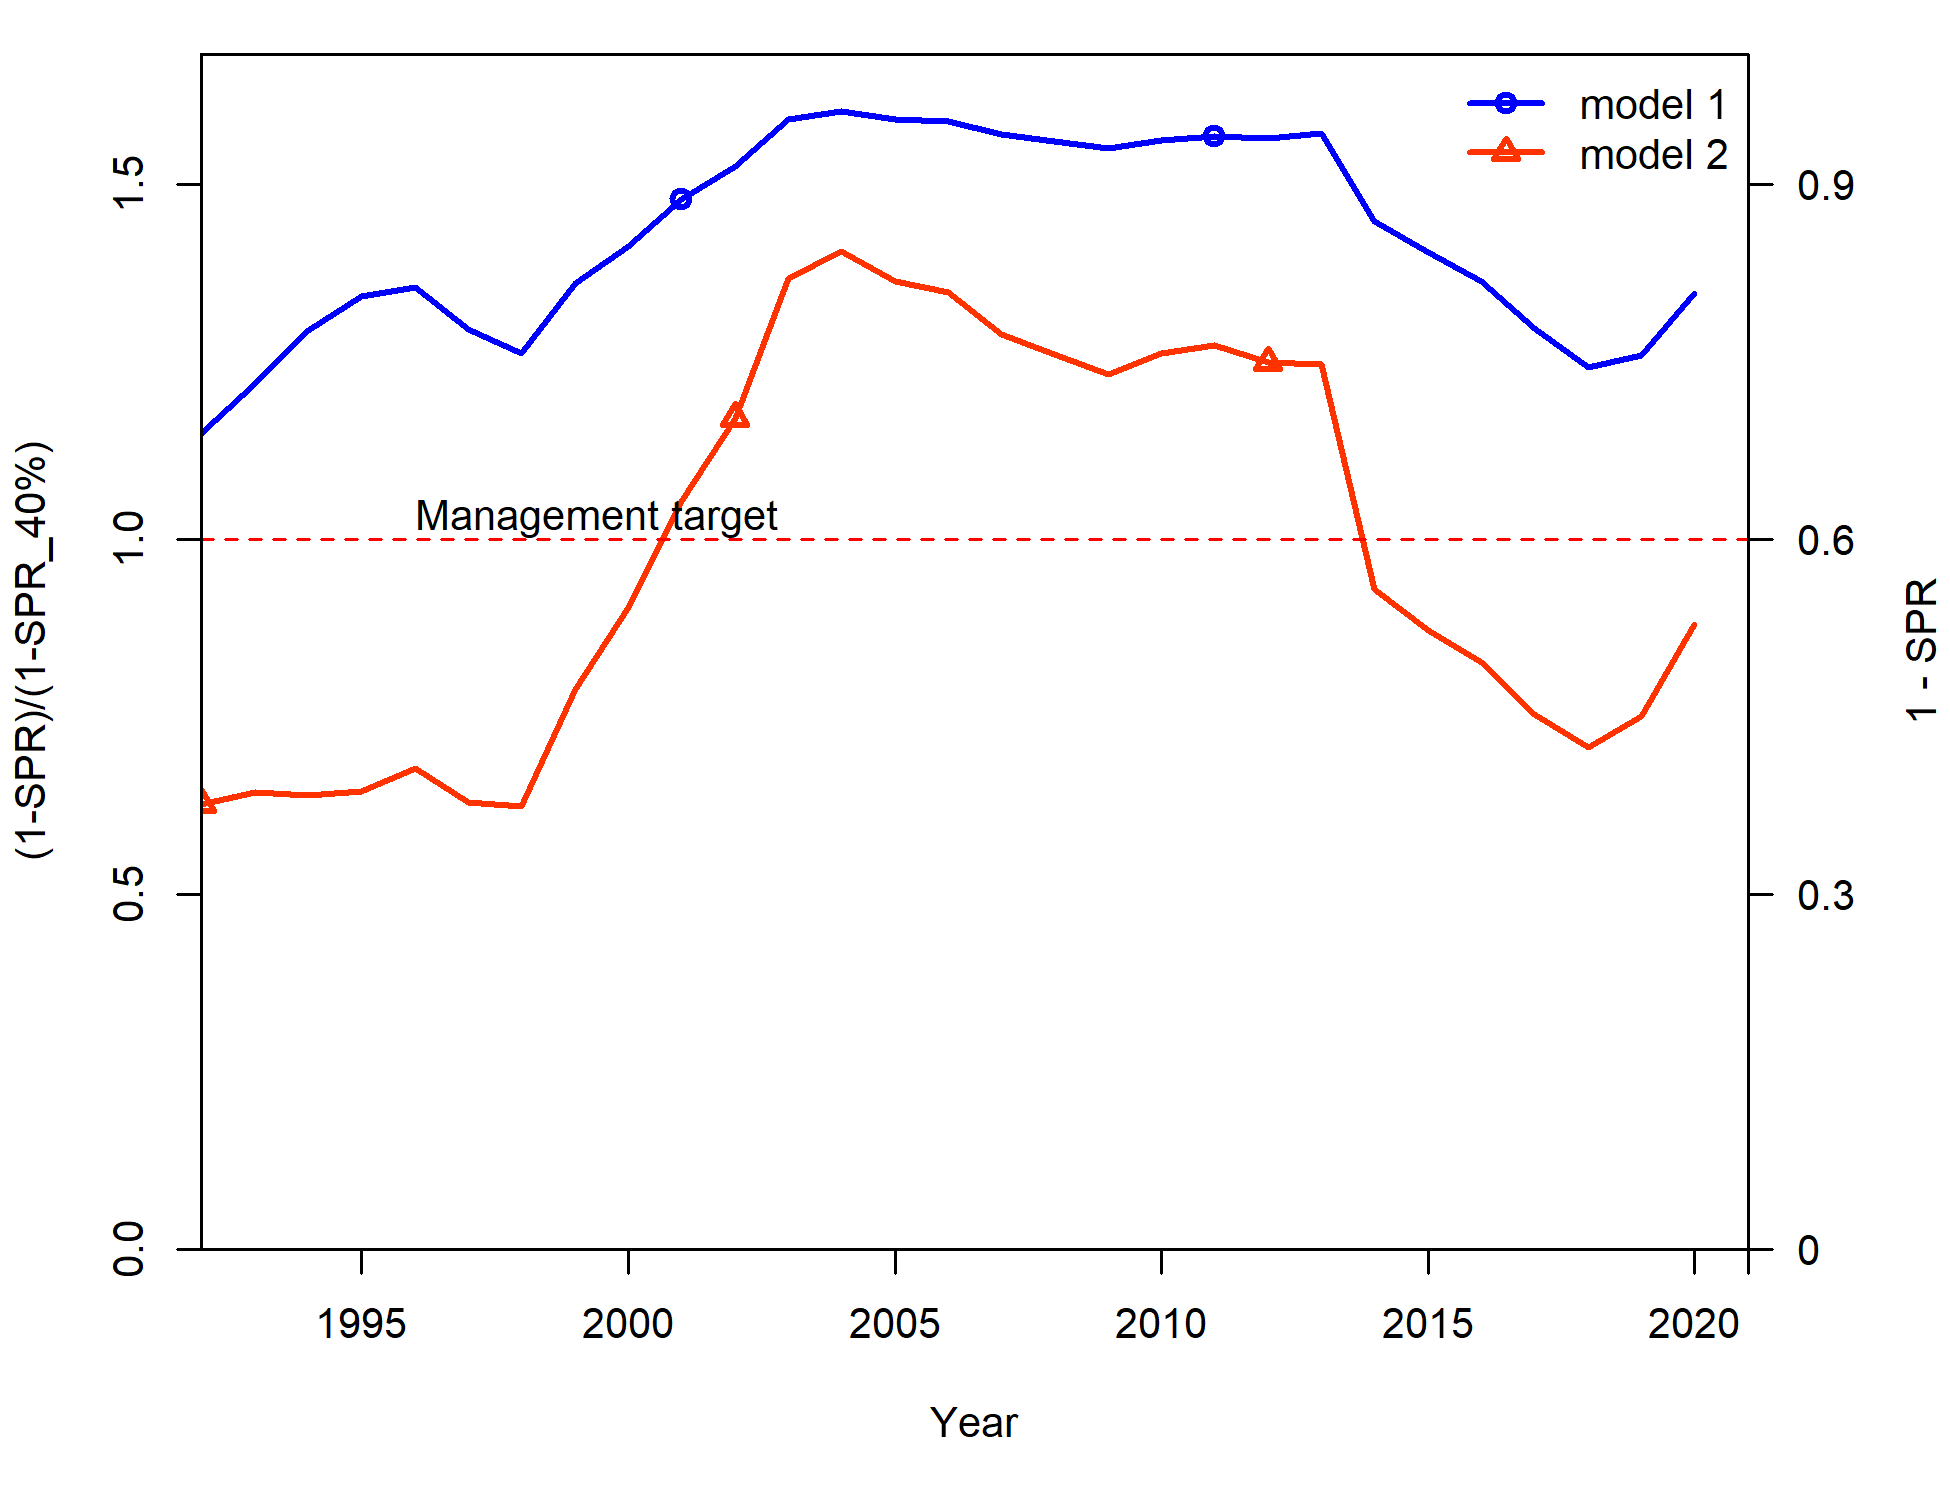 model 1
model 2
Management target
(1-SPR)/(1-SPR_40%)
0.0
0.5
1.0
1.5
1 - SPR
0.9
0.6
0.3
0
1995
2000
2005
2010
2015
2020
Year